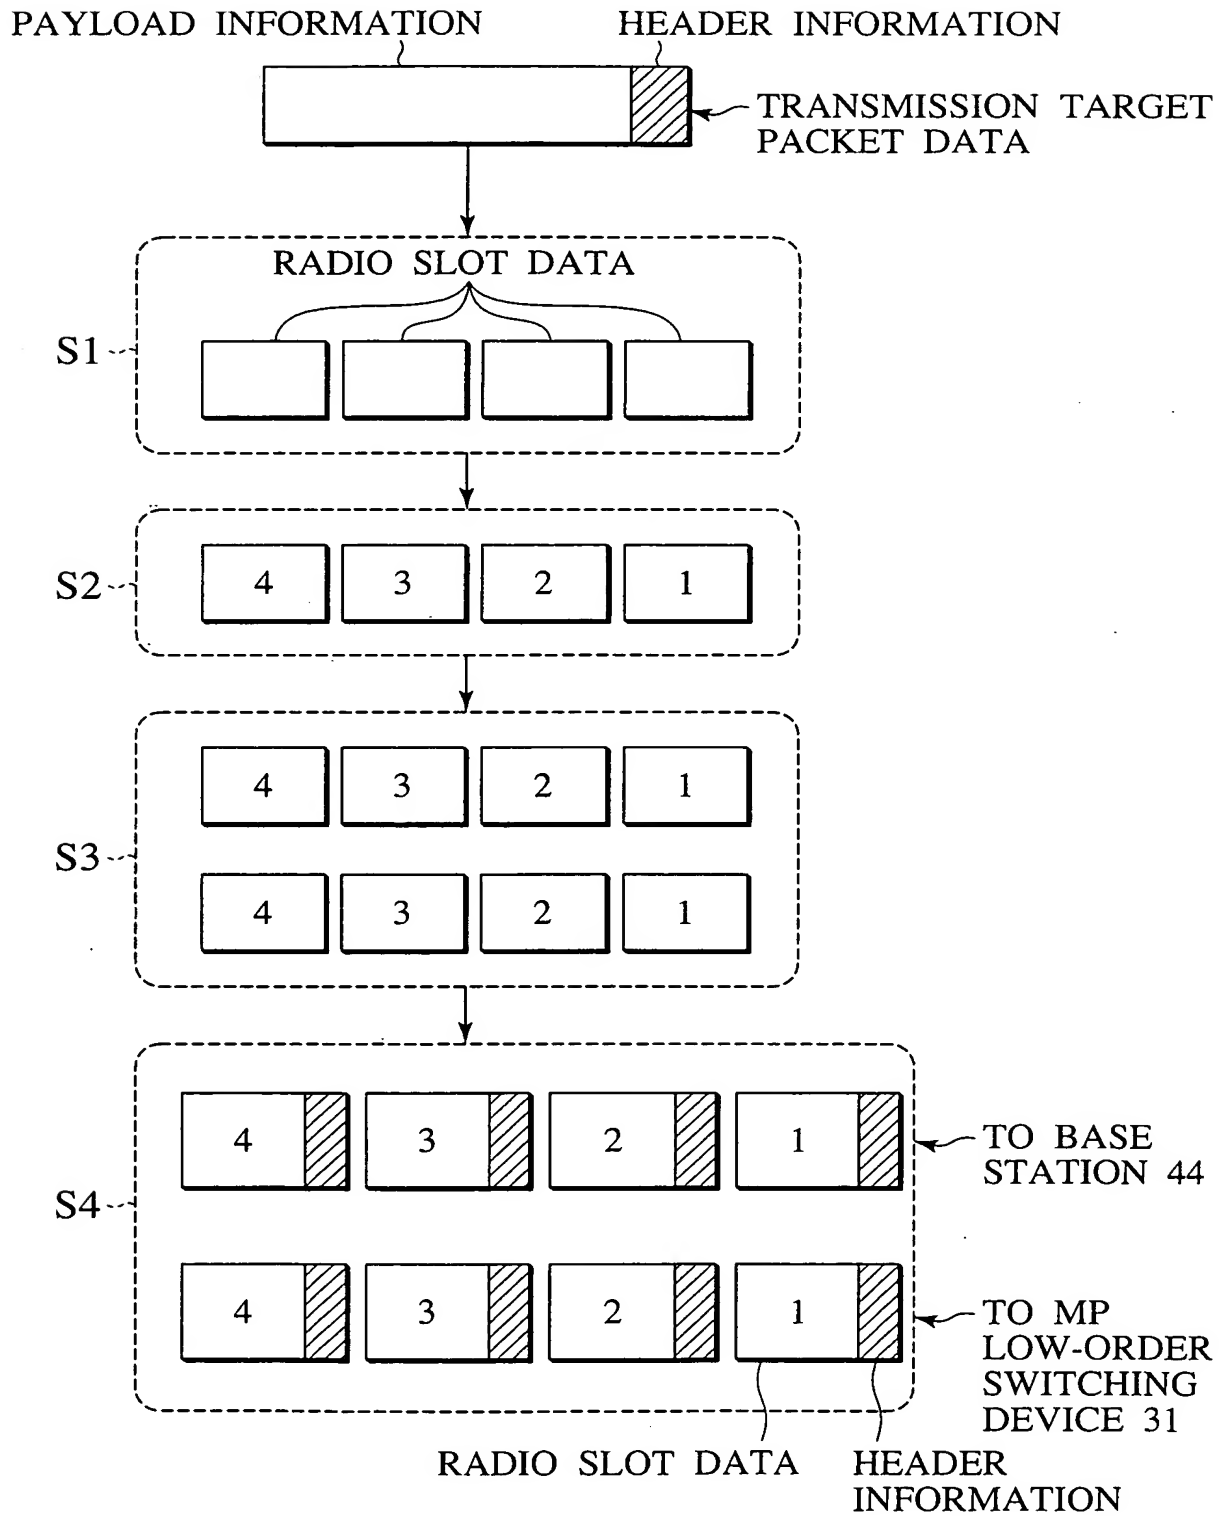 PAYLOAD INFORMATION
HEADER INFORMATION
TRANSMISSION TARGET
PACKET DATA
RADIO SLOT DATA
S1
S2
4 3 2 1
S3
4 3 2 1
4 3 2 1
S4
4 3 2 1
TO BASE
STATION 44
4 3 2 1
TO MP
LOW-ORDER
SWITCHING
DEVICE 31
RADIO SLOT DATA
HEADER
INFORMATION